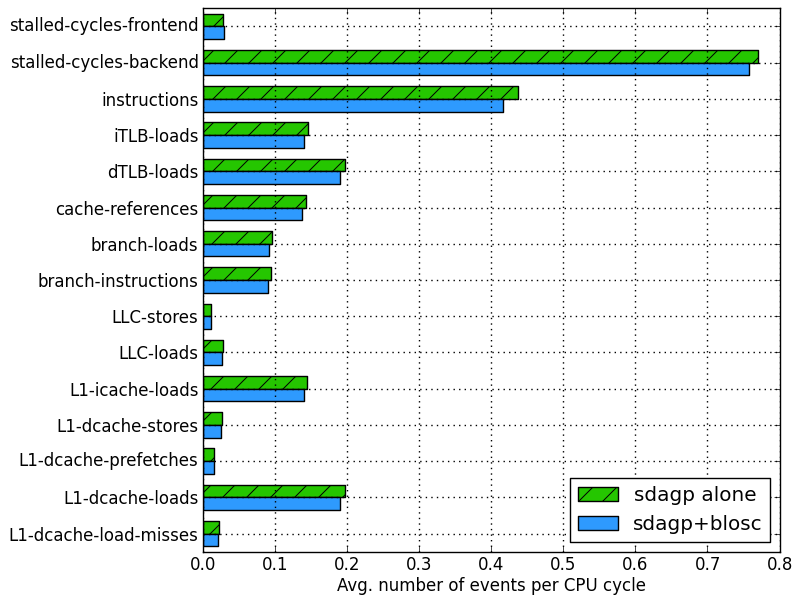 stalled-cycles-frontend
stalled-cycles-backend
instructions
iTLB-loads
dTLB-loads
cache-references
branch-loads
branch-instructions
LLC-stores
LLC-loads
L1-icache-loads
L1-dcache-stores
L1-dcache-prefetches
L1-dcache-loads
L1-dcache-load-misses
sdagp alone
sdagp+blosc
0.0 0.1 0.2 0.3 0.4 0.5 0.6 0.7 0.8
Avg. number of events per CPU cycle